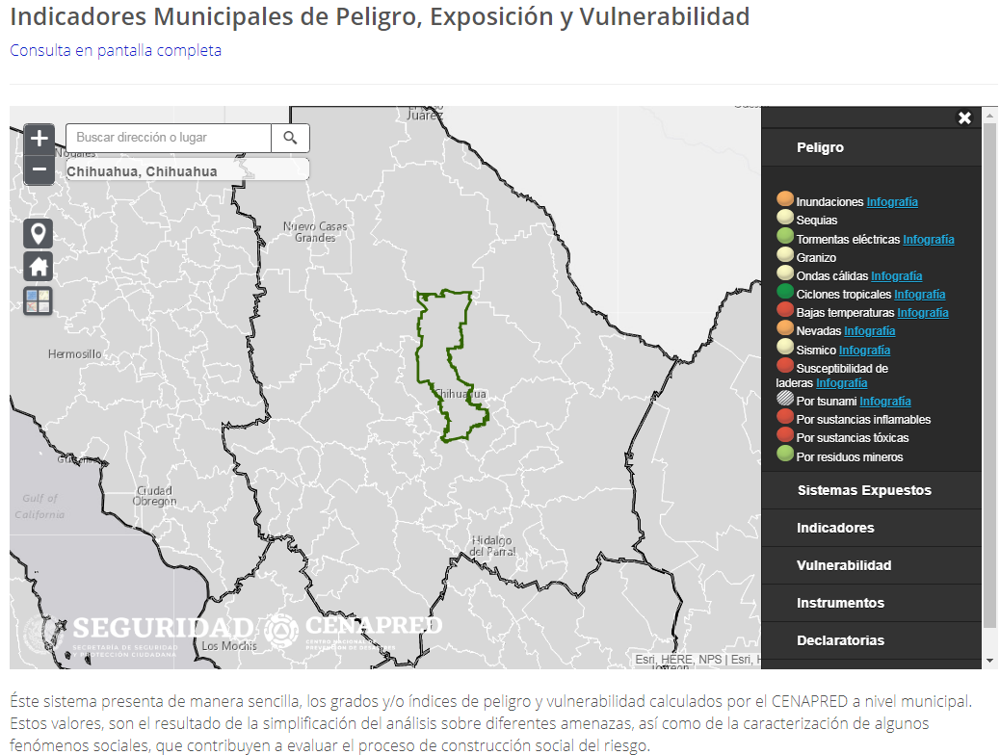 Indicadores Municipales de Peligro, Exposición y Vulnerabilidad
Consulta en pantalla completa
Juárez
Buscar dirección o lugar
Nogales
Chihuahua, Chihuahua
Nuevo Casas
Grandes
Hermosillo
Chihuahua
Gulf of
California
Ciudad
Obregon
Hidalgo
del Parral
SEGURIDAD
SECRETARÍA DE SEGURIDAD
Y PROTECCIÓN CIUDADANA
CENAPRED
CENTRO NACIONAL DE
PREVENCIÓN DE DESASTRES
Los Mochis
Esri, HERE, NPS | Esri, H
Peligro
Inundaciones Infografía
Sequias
Tormentas eléctricas Infografía
Granizo
Ondas cálidas Infografía
Ciclones tropicales Infografía
Bajas temperaturas Infografía
Nevadas Infografía
Sismico Infografía
Susceptibilidad de
laderas Infografía
Por tsunami Infografía
Por sustancias inflamables
Por sustancias tóxicas
Por residuos mineros
Sistemas Expuestos
Indicadores
Vulnerabilidad
Instrumentos
Declaratorias
Éste sistema presenta de manera sencilla, los grados y/o índices de peligro y vulnerabilidad calculados por el CENAPRED a nivel municipal.
Estos valores, son el resultado de la simplificación del análisis sobre diferentes amenazas, así como de la caracterización de algunos
fenómenos sociales, que contribuyen a evaluar el proceso de construcción social del riesgo.